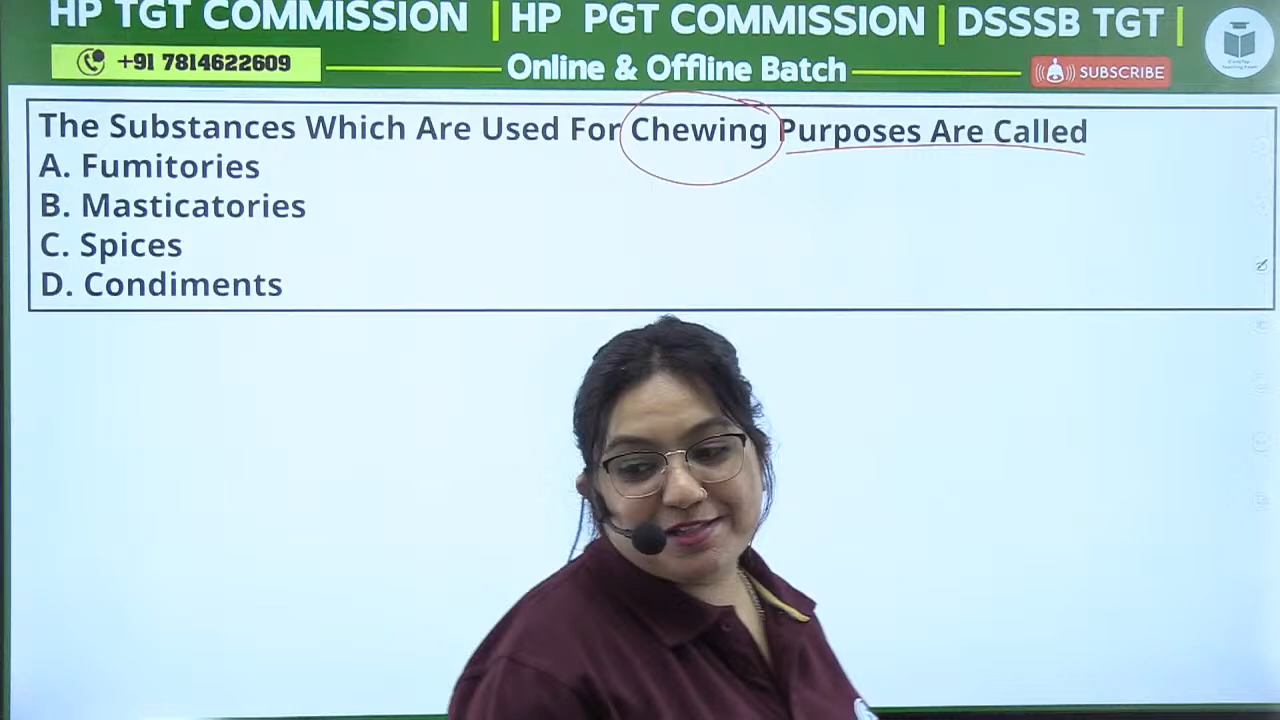 HP TGT COMMISSION | HP PGT COMMISSION | DSSSB TGT |
+91 7814622609
Online & Offline Batch
SUBSCRIBE
The Substances Which Are Used For Chewing Purposes Are Called
A. Fumitories
B. Masticatories
C. Spices
D. Condiments